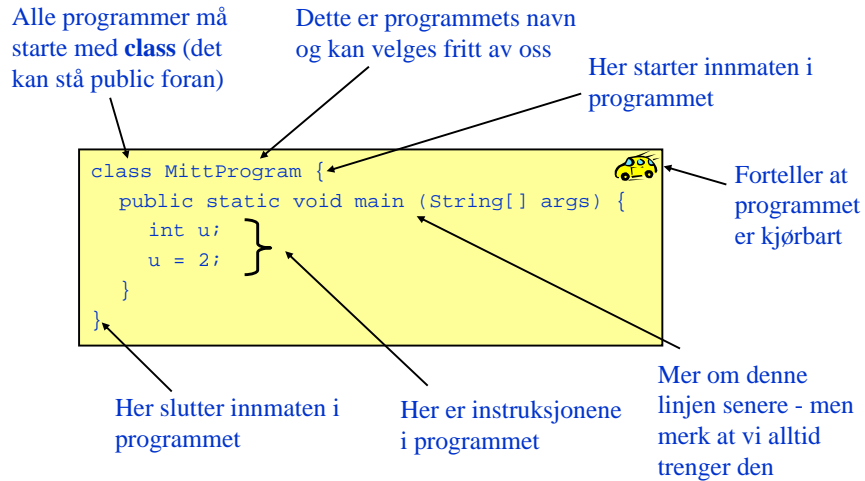 Alle programmer må
starte med class (det
kan stå public foran)
Dette er programmets navn
og kan velges fritt av oss
Her starter innmaten i
programmet
class MittProgram {
public static void main (String[] args) {
int u;
u = 2;
}
}
Forteller at
programmet
er kjørbart
Her slutter innmaten i
programmet
Her er instruksjonene
i programmet
Mer om denne
linjen senere - men
merk at vi alltid
trenger den